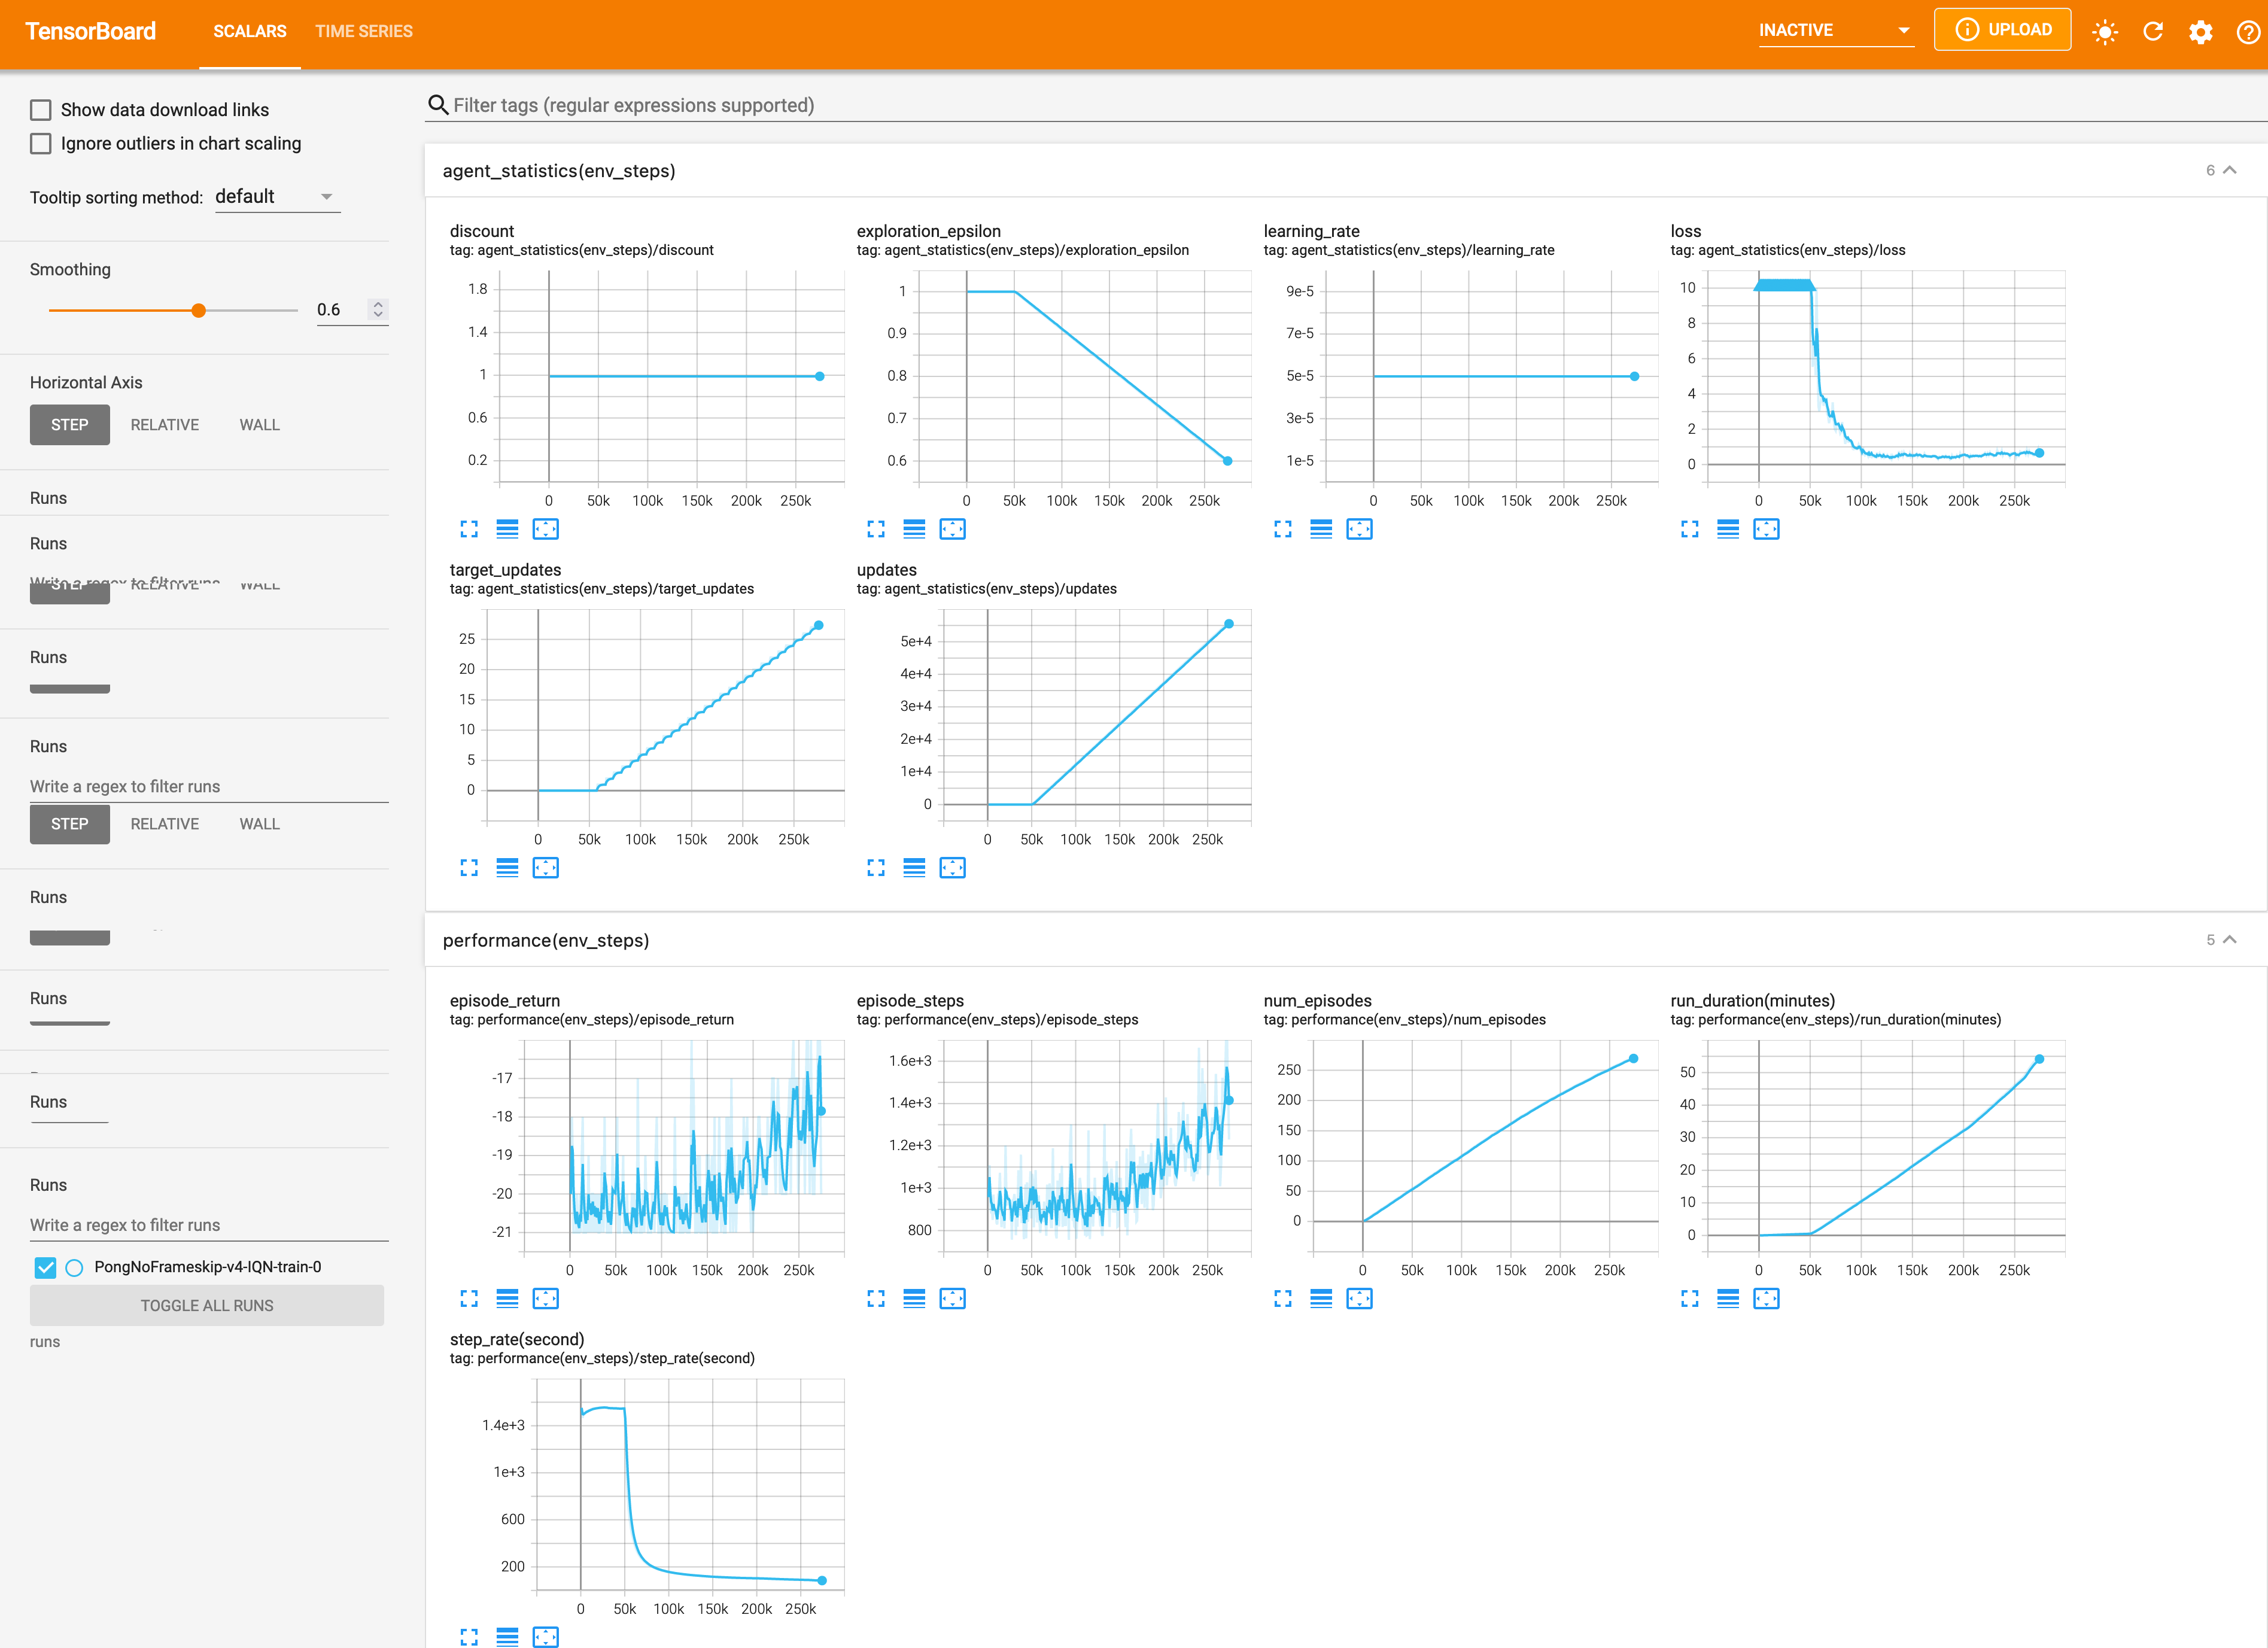 TensorBoard
SCALARS
TIME SERIES
INACTIVE
UPLOAD
Show data download links
Ignore outliers in chart scaling
Tooltip sorting method: default
Smoothing
0.6
Horizontal Axis
STEP RELATIVE WALL
Runs
Runs
Write a regex to filter runs
STEP RELATIVE WALL
Runs
Runs
Write a regex to filter runs
STEP RELATIVE WALL
Runs
Runs
Runs
Runs
Write a regex to filter runs
PongNoFrameskip-v4-IQN-train-0
TOGGLE ALL RUNS
runs
Filter tags (regular expressions supported)
agent_statistics(env_steps)
6
discount
tag: agent_statistics(env_steps)/discount
1.8
1.4
1
0.6
0.2
0 50k 100k 150k 200k 250k
exploration_epsilon
tag: agent_statistics(env_steps)/exploration_epsilon
1
0.9
0.8
0.7
0.6
0 50k 100k 150k 200k 250k
learning_rate
tag: agent_statistics(env_steps)/learning_rate
9e-5
7e-5
5e-5
3e-5
1e-5
0 50k 100k 150k 200k 250k
loss
tag: agent_statistics(env_steps)/loss
10
8
6
4
2
0
0 50k 100k 150k 200k 250k
target_updates
tag: agent_statistics(env_steps)/target_updates
25
20
15
10
5
0
0 50k 100k 150k 200k 250k
updates
tag: agent_statistics(env_steps)/updates
5e+4
4e+4
3e+4
2e+4
1e+4
0
0 50k 100k 150k 200k 250k
performance(env_steps)
5
episode_return
tag: performance(env_steps)/episode_return
-17
-18
-19
-20
-21
0 50k 100k 150k 200k 250k
episode_steps
tag: performance(env_steps)/episode_steps
1.6e+3
1.4e+3
1.2e+3
1e+3
800
0 50k 100k 150k 200k 250k
num_episodes
tag: performance(env_steps)/num_episodes
250
200
150
100
50
0
0 50k 100k 150k 200k 250k
run_duration(minutes)
tag: performance(env_steps)/run_duration(minutes)
50
40
30
20
10
0
0 50k 100k 150k 200k 250k
step_rate(second)
tag: performance(env_steps)/step_rate(second)
1.4e+3
1e+3
600
200
0 50k 100k 150k 200k 250k